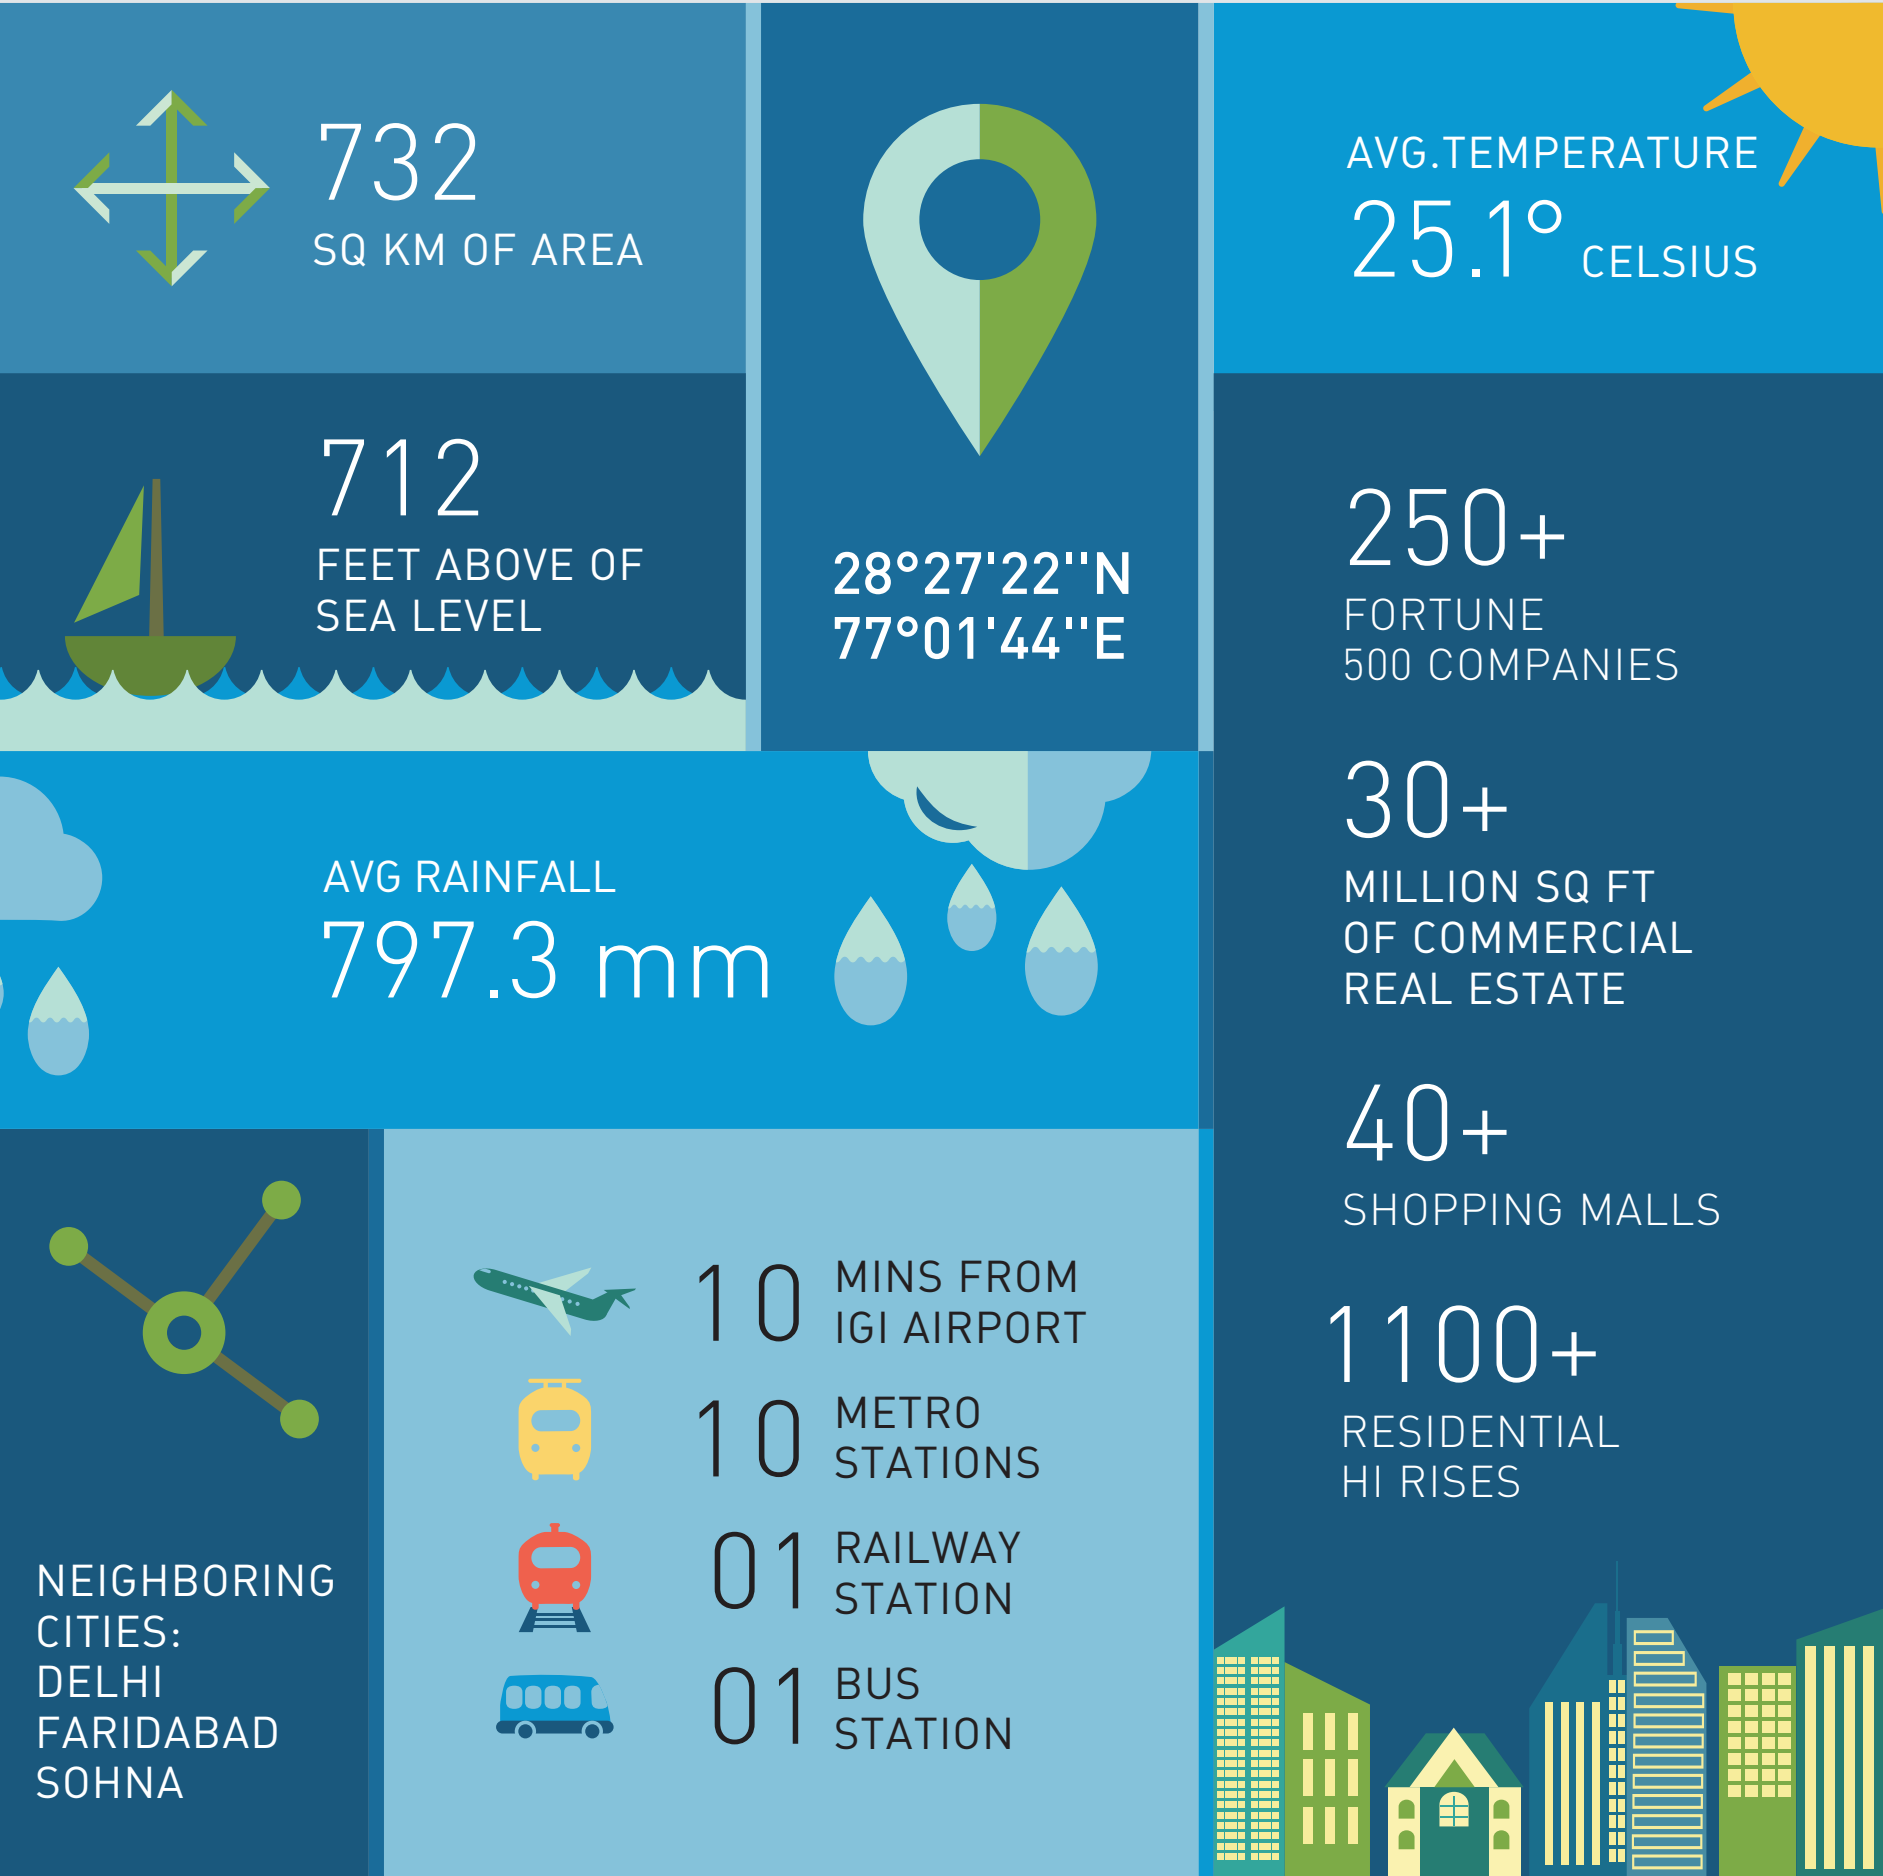 732
SQ KM OF AREA
712
FEET ABOVE OF
SEA LEVEL
28°27'22''N
77°01'44''E
AVG.TEMPERATURE
25.1° CELSIUS
AVG RAINFALL
797.3 mm
250+
FORTUNE
500 COMPANIES
30+
MILLION SQ FT
OF COMMERCIAL
REAL ESTATE
40+
SHOPPING MALLS
1100+
RESIDENTIAL
HI RISES
NEIGHBORING
CITIES:
DELHI
FARIDABAD
SOHNA
10 MINS FROM
IGI AIRPORT
10 METRO
STATIONS
01 RAILWAY
STATION
01 BUS
STATION